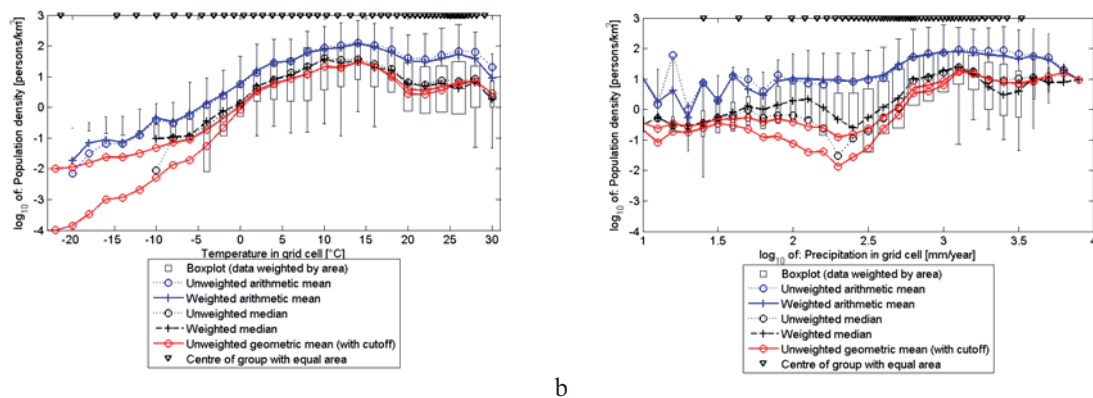 log10 of: Population density [persons/km²]
3
2
1
0
-1
-2
-3
-4
-20 -15 -10 -5 0 5 10 15 20 25 30
Temperature in grid cell [°C]
Boxplot (data weighted by area)
Unweighted arithmetic mean
Weighted arithmetic mean
Unweighted median
Weighted median
Unweighted geometric mean (with cutoff)
Centre of group with equal area
b
log10 of: Population density [persons/km²]
3
2
1
0
-1
-2
-3
-4
1 1.5 2 2.5 3 3.5 4
log10 of: Precipitation in grid cell [mm/year]
Boxplot (data weighted by area)
Unweighted arithmetic mean
Weighted arithmetic mean
Unweighted median
Weighted median
Unweighted geometric mean (with cutoff)
Centre of group with equal area